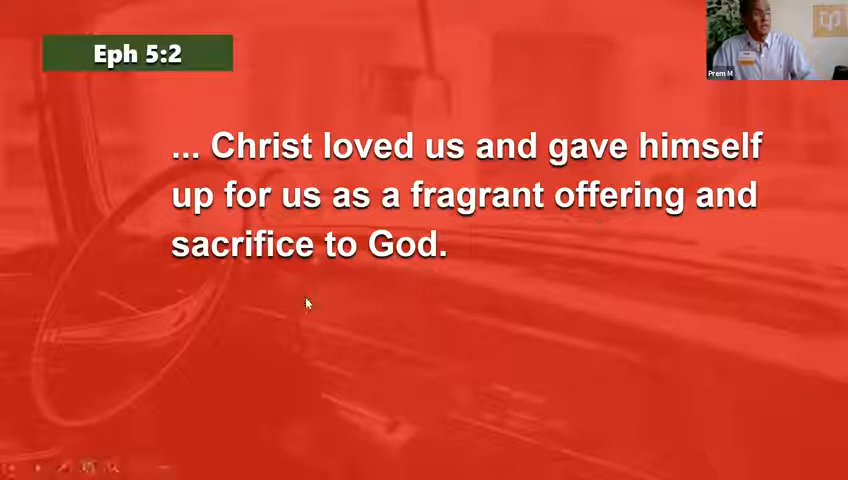 Eph 5:2
Prem M
... Christ loved us and gave himself
up for us as a fragrant offering and
sacrifice to God.